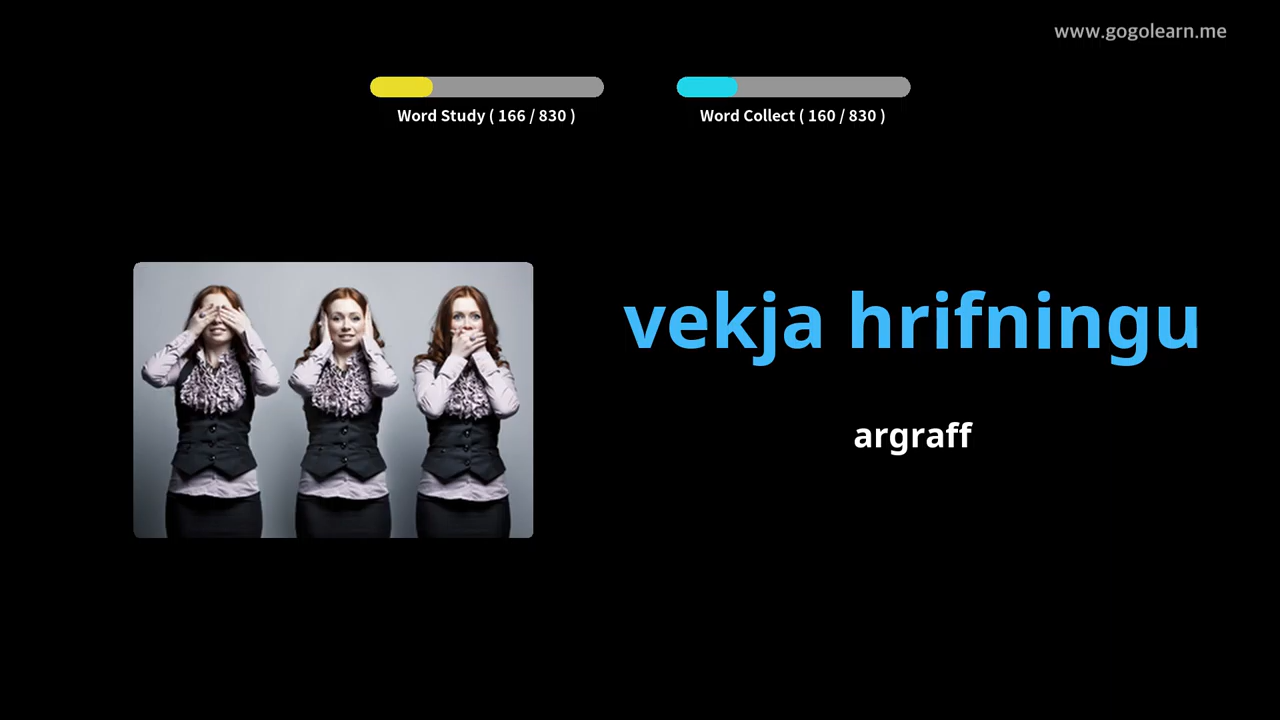 www.gogolearn.me
Word Study ( 166 / 830 )
Word Collect ( 160 / 830 )
vekja hrifningu
argraff